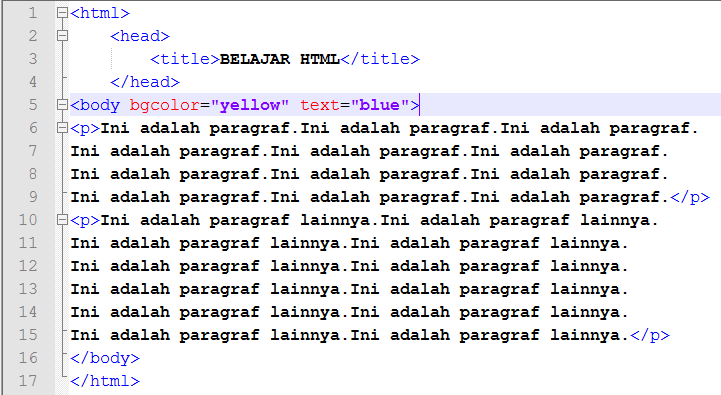 1 <html>
2 <head>
3 <title>BELAJAR HTML</title>
4 </head>
5 <body bgcolor="yellow" text="blue">
6 <p>Ini adalah paragraf.Ini adalah paragraf.Ini adalah paragraf.
7 Ini adalah paragraf.Ini adalah paragraf.Ini adalah paragraf.
8 Ini adalah paragraf.Ini adalah paragraf.Ini adalah paragraf.
9 Ini adalah paragraf.Ini adalah paragraf.Ini adalah paragraf.</p>
10 <p>Ini adalah paragraf lainnya.Ini adalah paragraf lainnya.
11 Ini adalah paragraf lainnya.Ini adalah paragraf lainnya.
12 Ini adalah paragraf lainnya.Ini adalah paragraf lainnya.
13 Ini adalah paragraf lainnya.Ini adalah paragraf lainnya.
14 Ini adalah paragraf lainnya.Ini adalah paragraf lainnya.
15 Ini adalah paragraf lainnya.Ini adalah paragraf lainnya.</p>
16 </body>
17 </html>